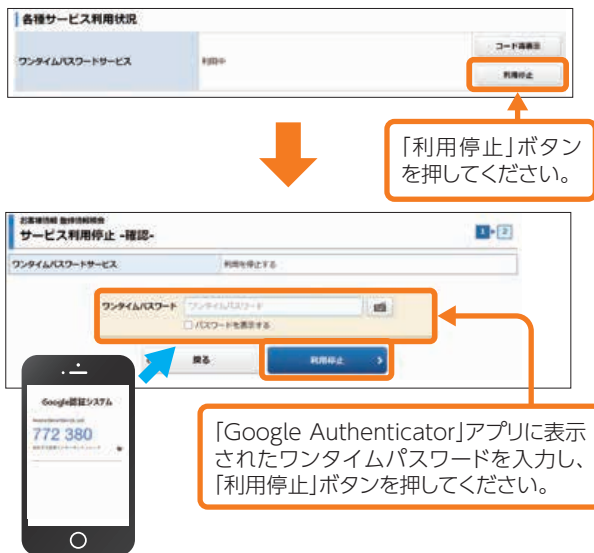 各種サービス利用状況
ワンタイムパスワードサービス
利用中
コード再表示
利用停止
「利用停止」ボタン
を押してください。
お客様情報 登録情報照会
サービス利用停止 -確認-
1
2
ワンタイムパスワードサービス
利用を停止する
ワンタイムパスワード
ワンタイムパスワード
パスワードを表示する
戻る
利用停止
Google認証システム
772 380
「Google Authenticator」アプリに表示
されたワンタイムパスワードを入力し、
「利用停止」ボタンを押してください。